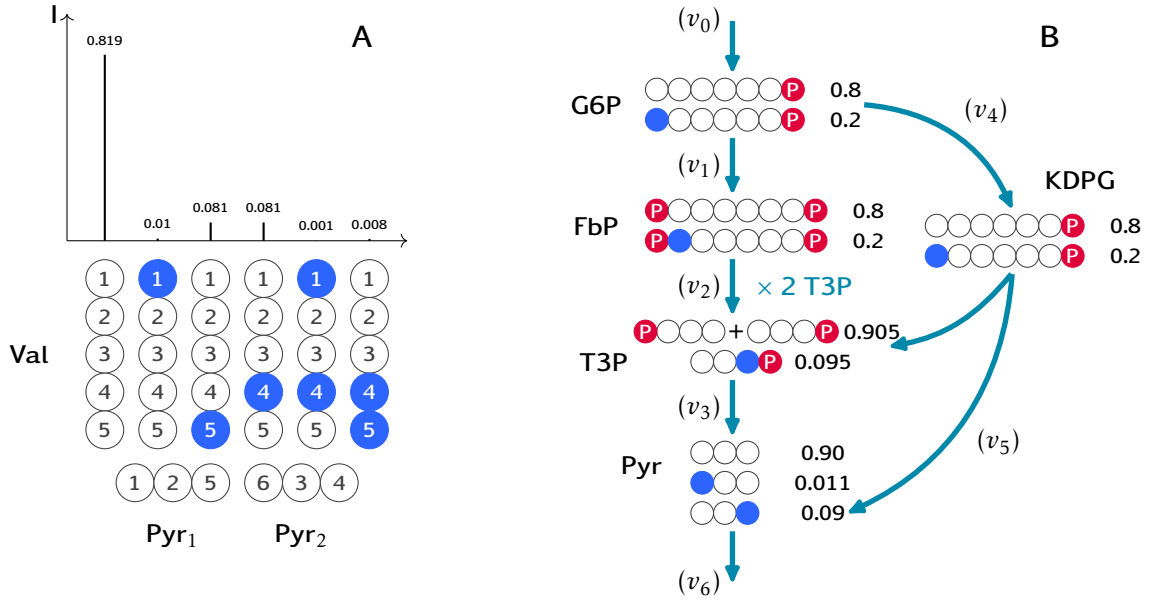 I
A
0.819
0.01
0.081
0.081
0.001
0.008
1 1 1 1 1 1
2 2 2 2 2 2
Val
3 3 3 3 3 3
4 4 4 4 4 4
5 5 5 5 5 5
1 2 5 6 3 4
Pyr1 Pyr2
B
(v0)
G6P
P 0.8
P 0.2
(v4)
(v1)
KDPG
P 0.8
P 0.2
FbP
P P 0.8
P P 0.2
(v2)
× 2 T3P
T3P
P + P 0.905
P 0.095
(v3)
(v5)
Pyr
0.90
0.011
0.09
(v6)